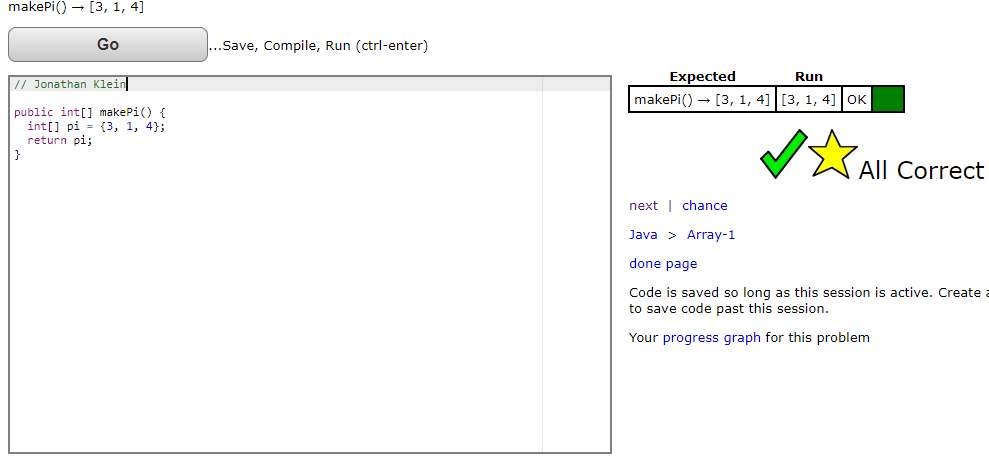 makePi() → [3, 1, 4]
Go
...Save, Compile, Run (ctrl-enter)
// Jonathan Klein
public int[] makePi() {
  int[] pi = {3, 1, 4};
  return pi;
}
Expected Run
makePi() → [3, 1, 4] [3, 1, 4] OK
All Correct
next | chance
Java > Array-1
done page
Code is saved so long as this session is active. Create a
to save code past this session.
Your progress graph for this problem